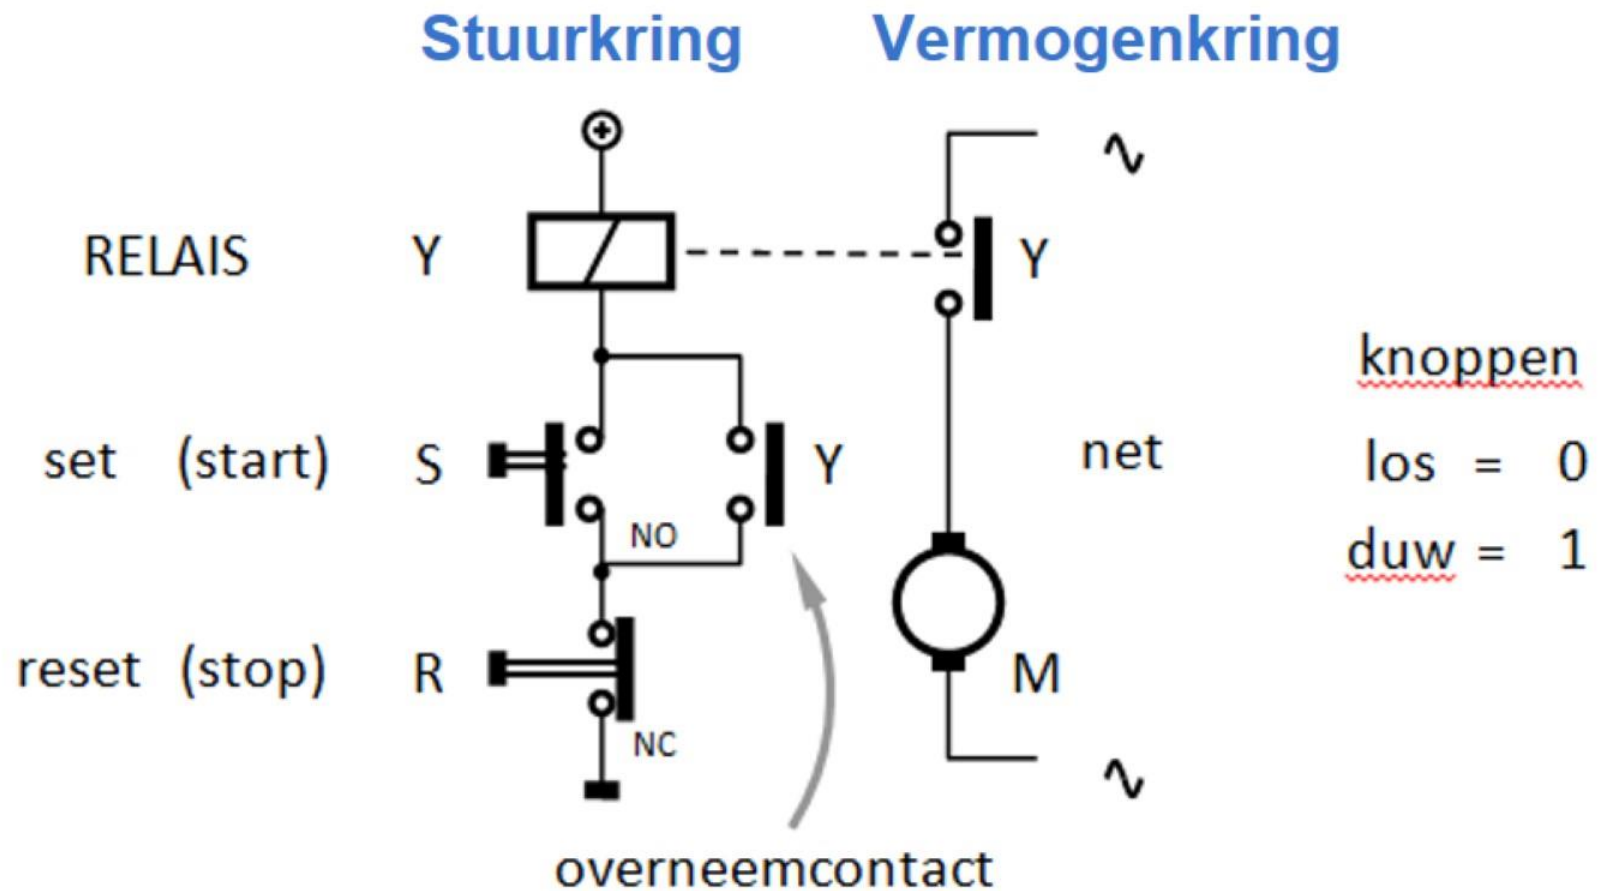 Stuurkring Vermogenkring
RELAIS Y Y
knoppen
set (start) S Y net los = 0
NO
duw = 1
reset (stop) R M
NC
overneemcontact